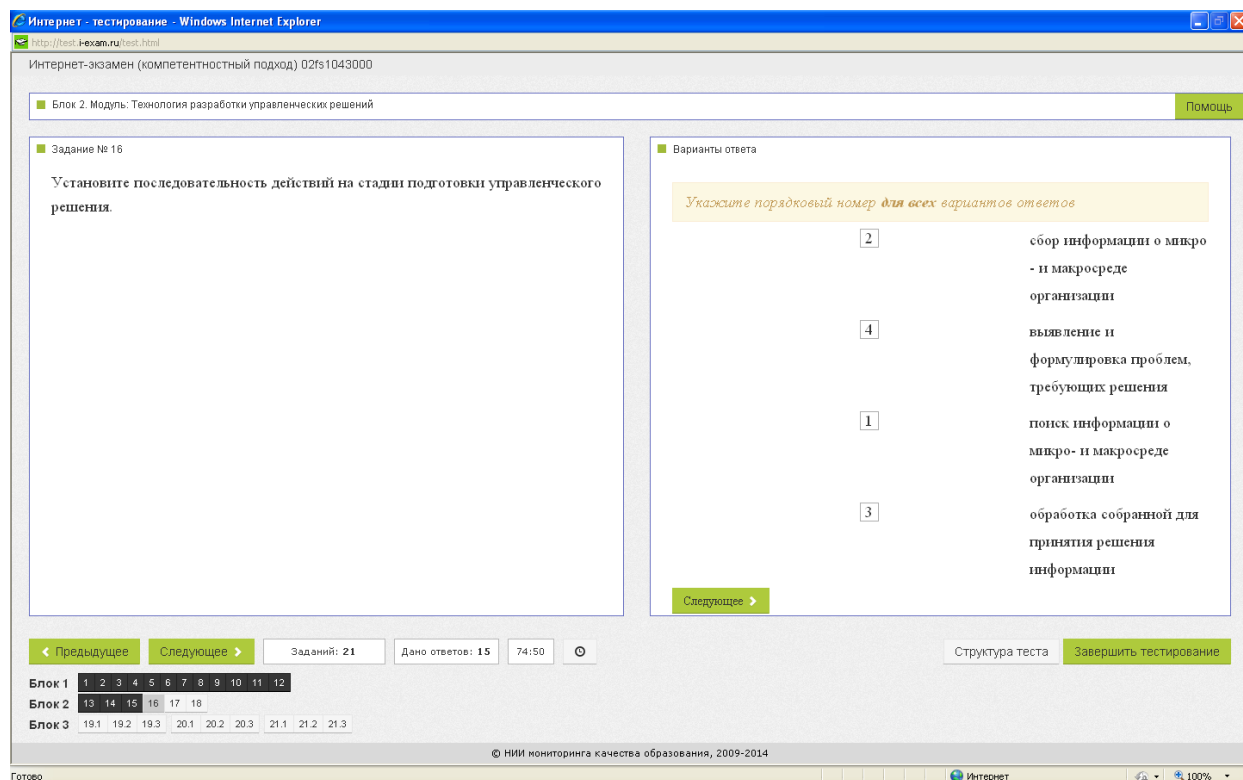 Интернет - тестирование - Windows Internet Explorer
http://test.i-exam.ru/test.html
Интернет-экзамен (компетентностный подход) 02fs1043000
Блок 2. Модуль: Технология разработки управленческих решений
Помощь
Задание № 16
Установите последовательность действий на стадии подготовки управленческого
решения.
Варианты ответа
Укажите порядковый номер для всех вариантов ответов
2 сбор информации о микро
- и макросреде
организации
4 выявление и
формулировка проблем,
требующих решения
1 поиск информации о
микро- и макросреде
организации
3 обработка собранной для
принятия решения
информации
Следующее
Предыдущее Следующее Заданий: 21 Дано ответов: 15 74:50 Структура теста Завершить тестирование
Блок 1 1 2 3 4 5 6 7 8 9 10 11 12
Блок 2 13 14 15 16 17 18
Блок 3 19.1 19.2 19.3 20.1 20.2 20.3 21.1 21.2 21.3
© НИИ мониторинга качества образования, 2009-2014
Готово Интернет 100%